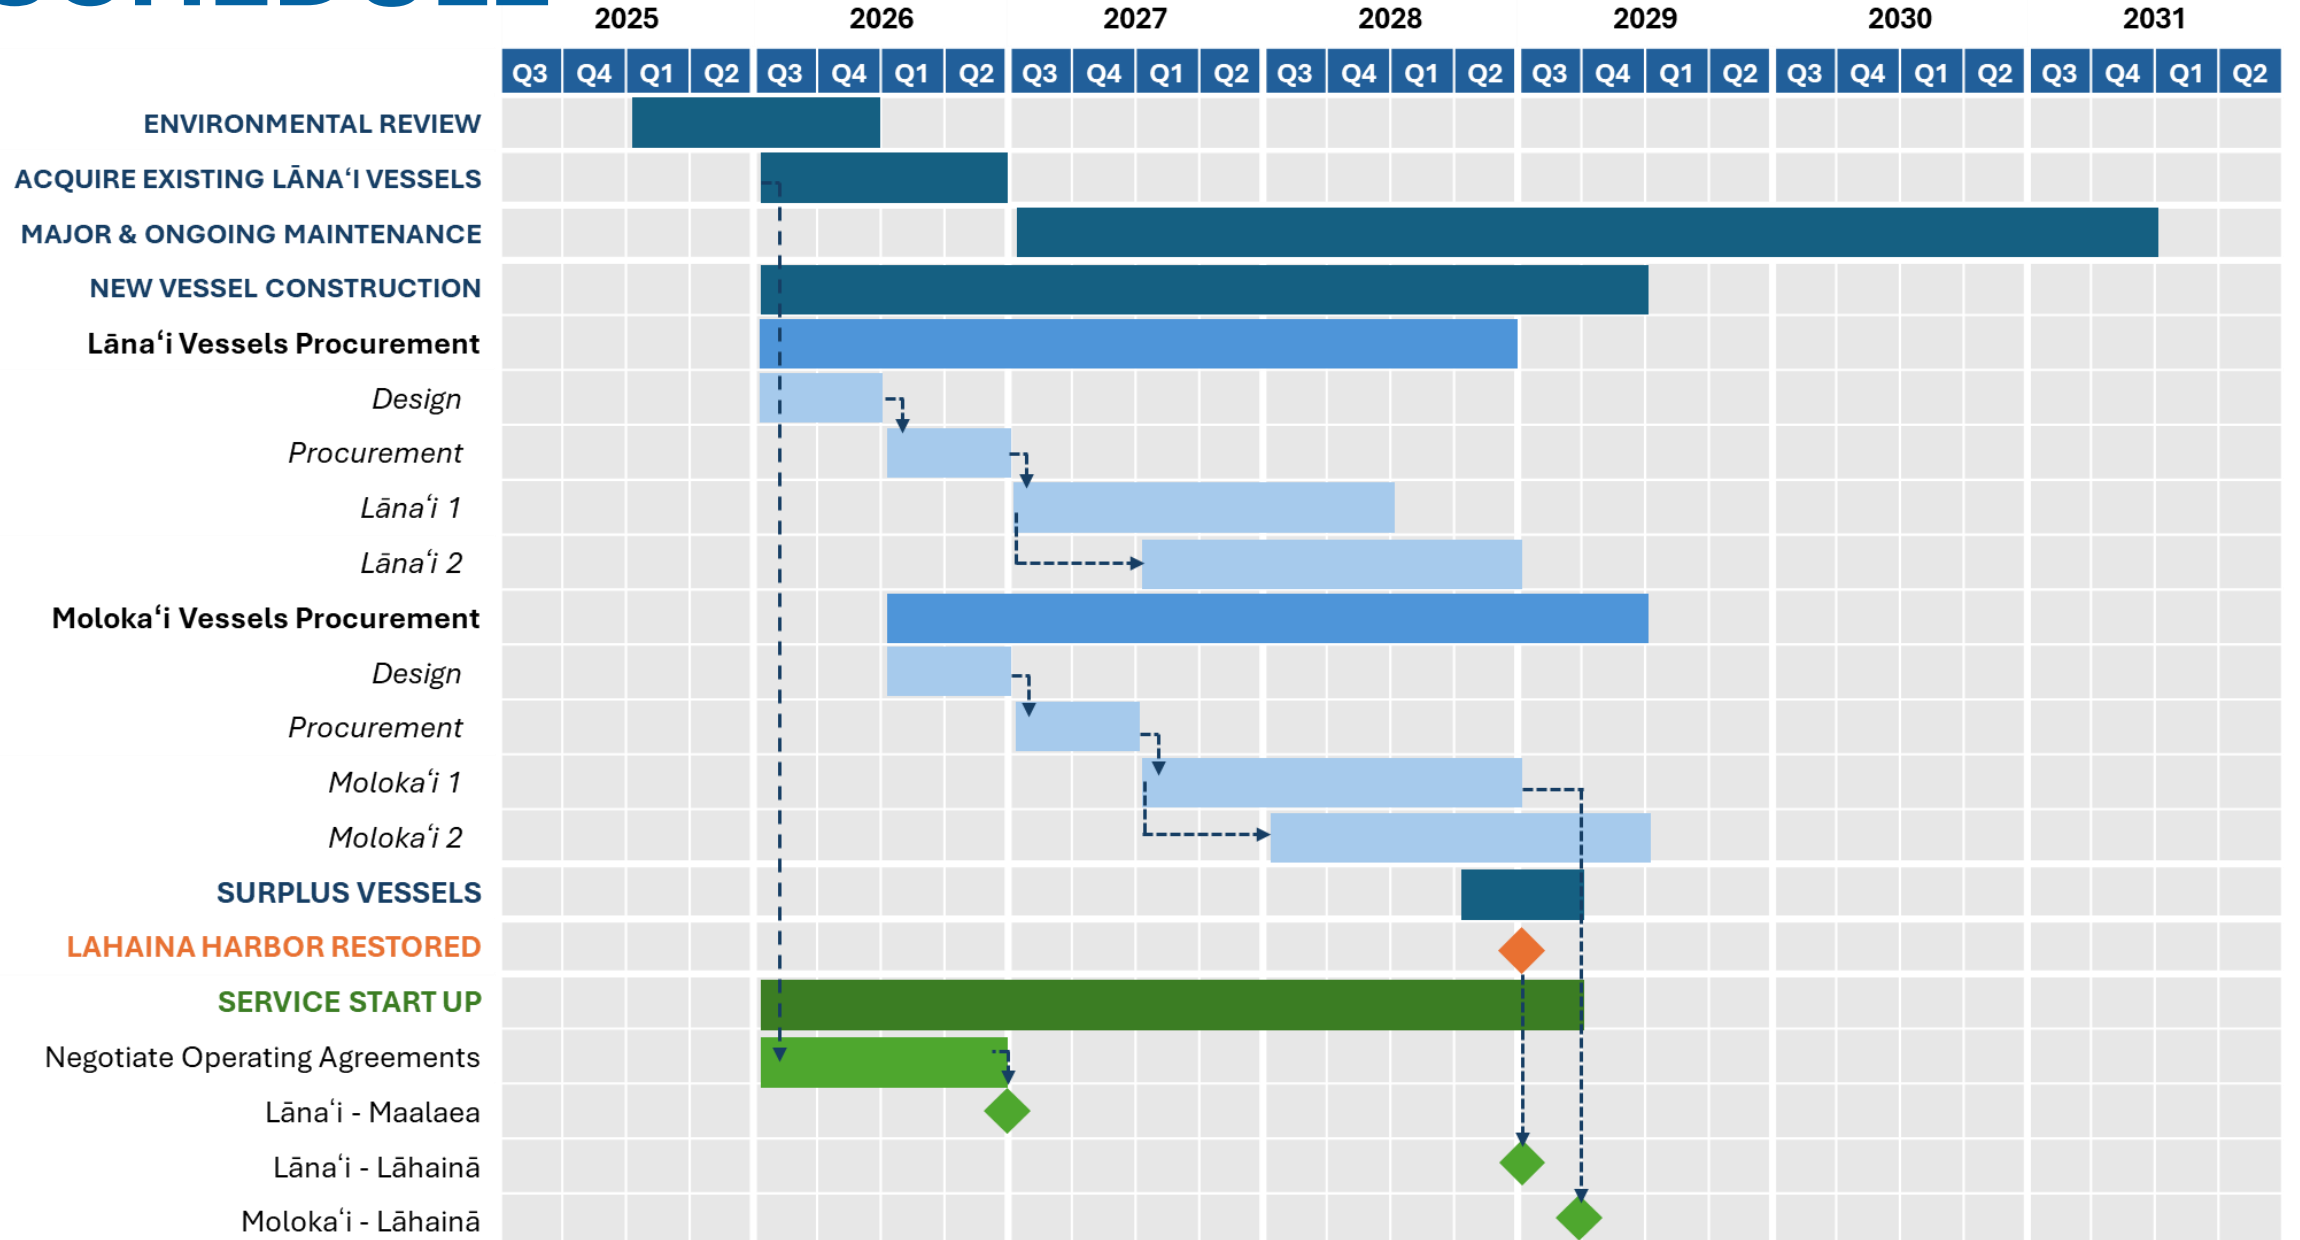 2025 2026 2027 2028 2029 2030 2031
Q3 Q4 Q1 Q2 Q3 Q4 Q1 Q2 Q3 Q4 Q1 Q2 Q3 Q4 Q1 Q2 Q3 Q4 Q1 Q2 Q3 Q4 Q1 Q2 Q3 Q4 Q1 Q2
ENVIRONMENTAL REVIEW
ACQUIRE EXISTING LĀNAʻI VESSELS
MAJOR & ONGOING MAINTENANCE
NEW VESSEL CONSTRUCTION
Lānaʻi Vessels Procurement
Design
Procurement
Lānaʻi 1
Lānaʻi 2
Molokaʻi Vessels Procurement
Design
Procurement
Molokaʻi 1
Molokaʻi 2
SURPLUS VESSELS
LAHAINA HARBOR RESTORED
SERVICE START UP
Negotiate Operating Agreements
Lānaʻi - Maalaea
Lānaʻi - Lāhainā
Molokaʻi - Lāhainā